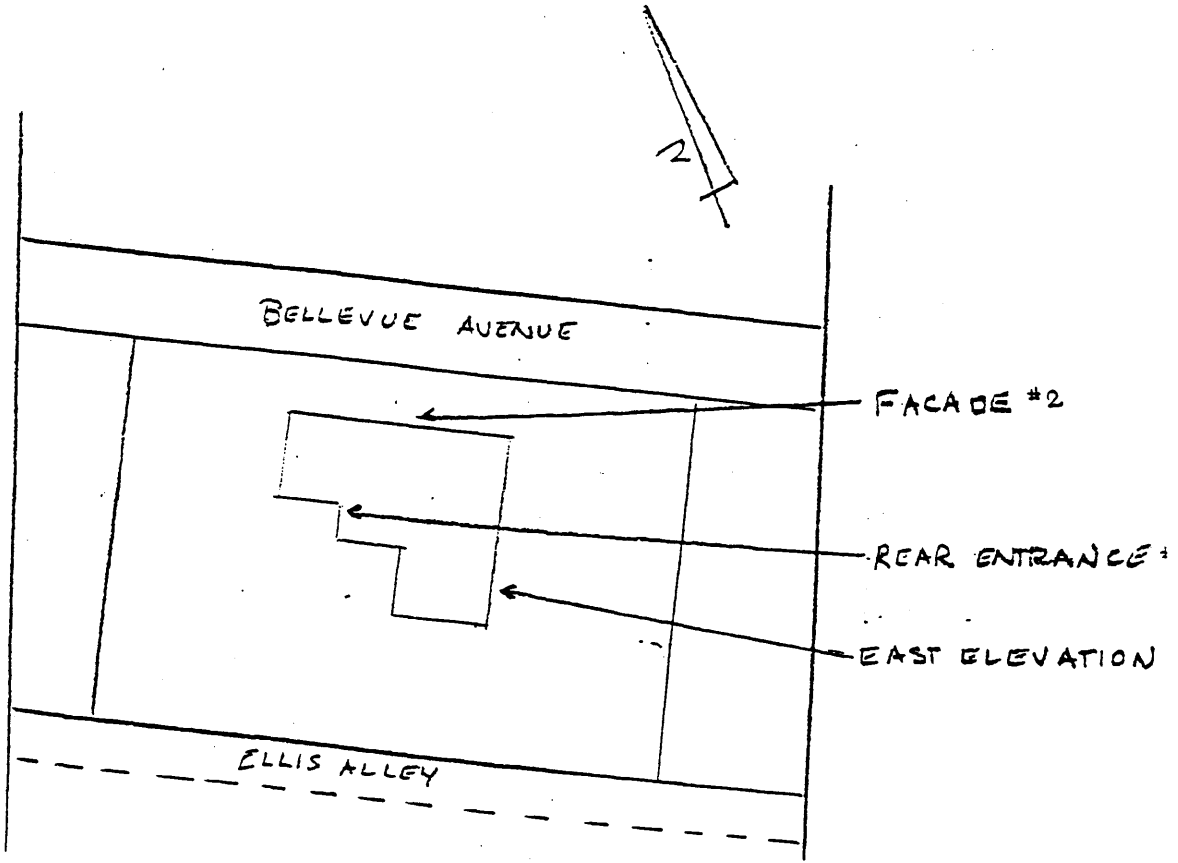 N
BELLEVUE AVENUE
FACADE #2
REAR ENTRANCE
EAST ELEVATION
ELLIS ALLEY